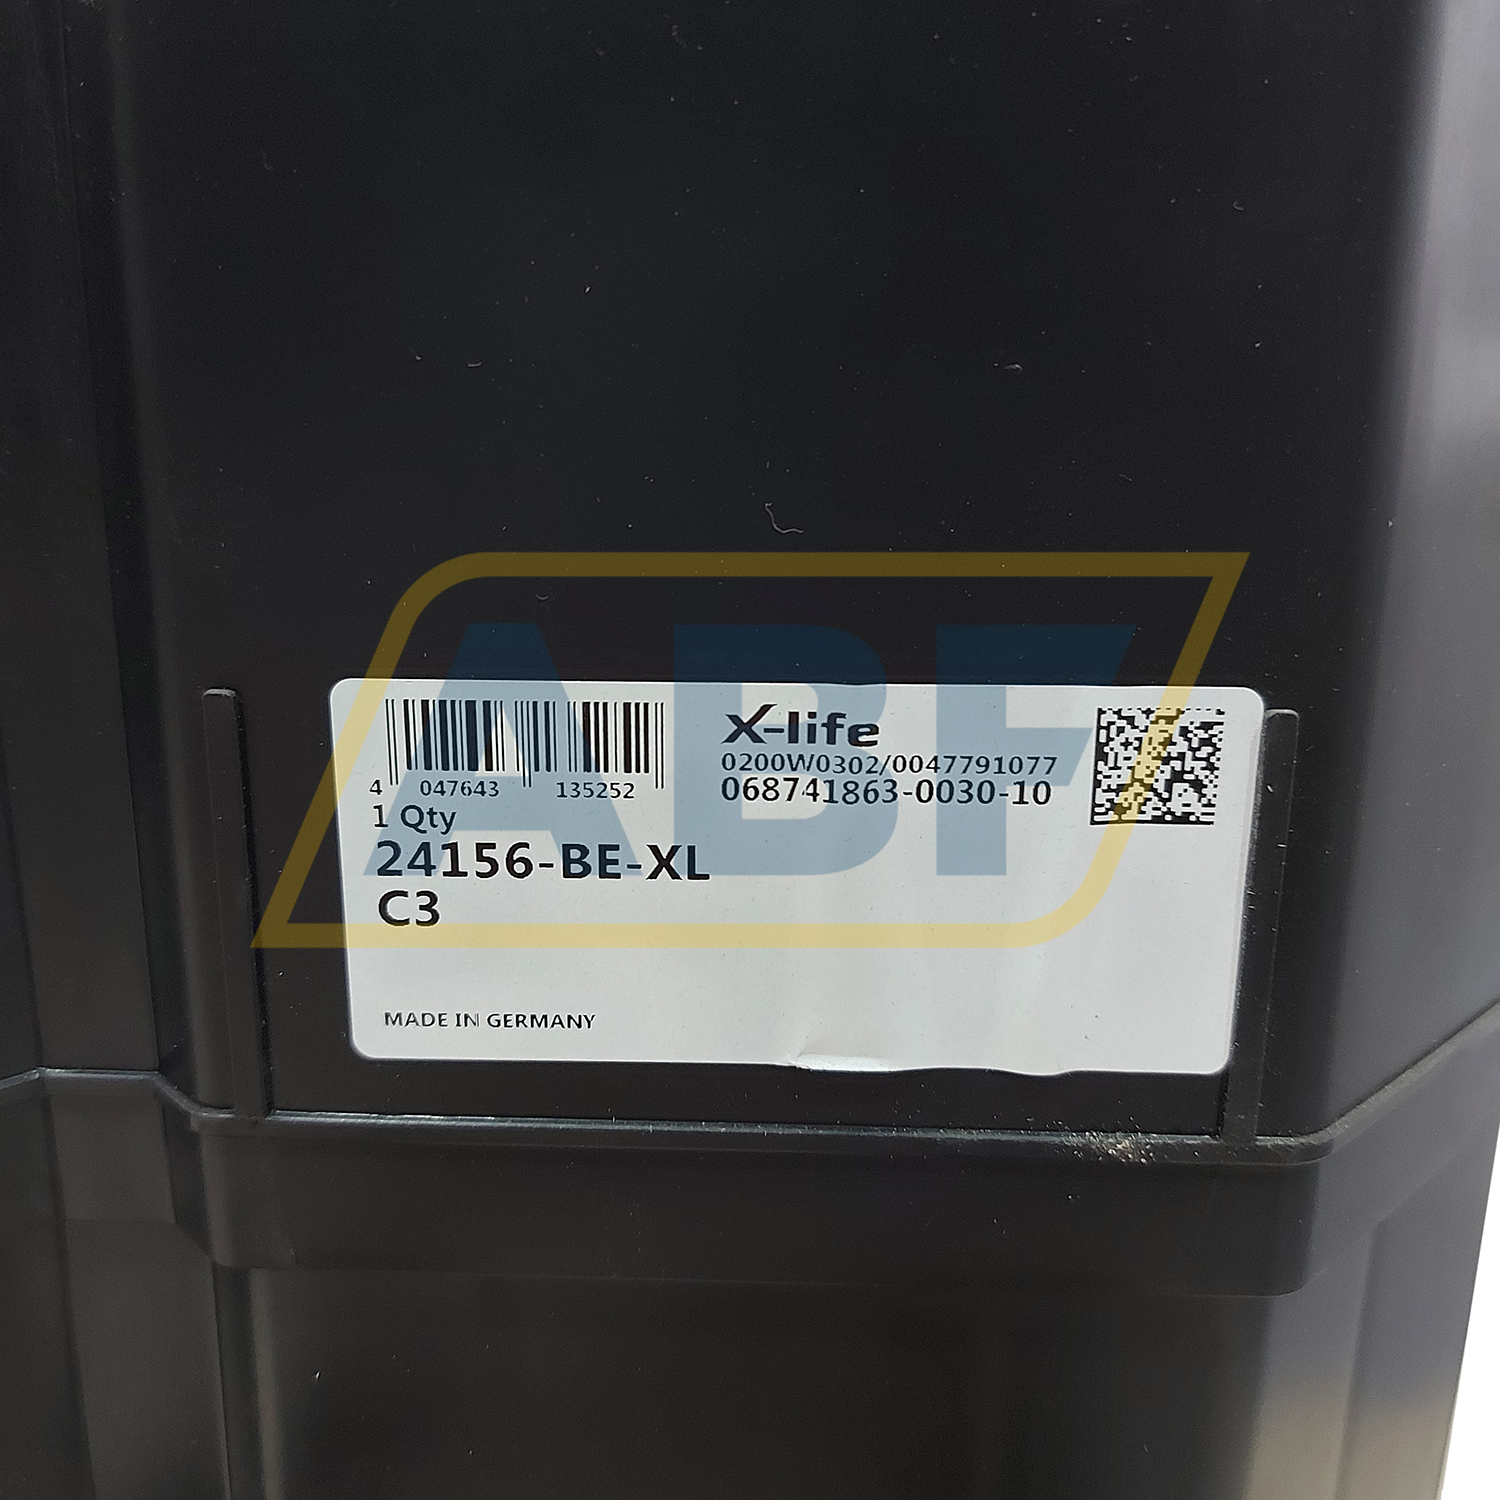 4 047643 135252
1 Qty
24156-BE-XL
C3
X-life
0200W0302/0047791077
068741863-0030-10
MADE IN GERMANY
ABF